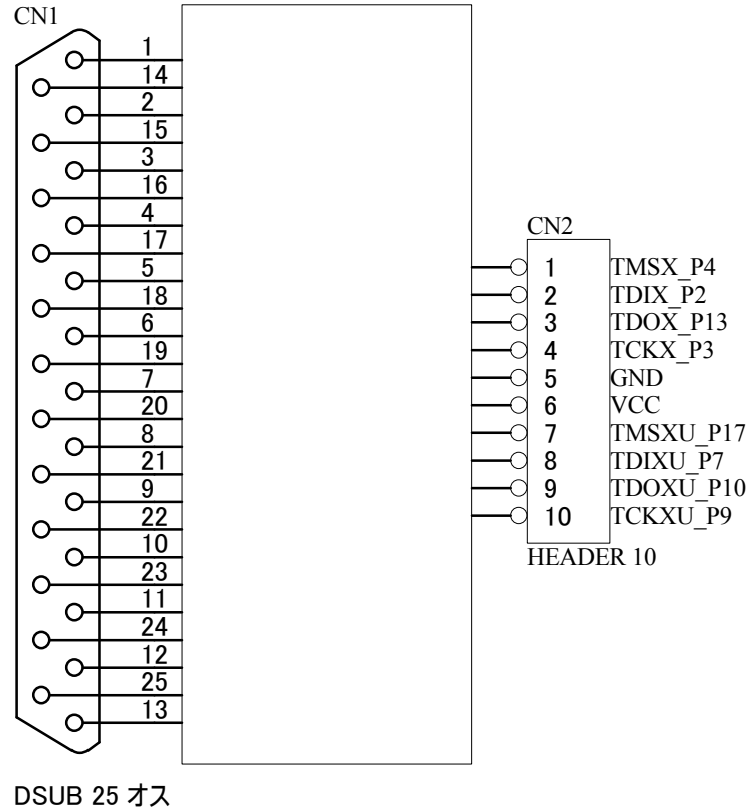 CN1
1
14
2
15
3
16
4
17
5
18
6
19
7
20
8
21
9
22
10
23
11
24
12
25
13
DSUB 25 オス
CN2
1 TMSX_P4
2 TDIX_P2
3 TDOX_P13
4 TCKX_P3
5 GND
6 VCC
7 TMSXU_P17
8 TDIXU_P7
9 TDOXU_P10
10 TCKXU_P9
HEADER 10